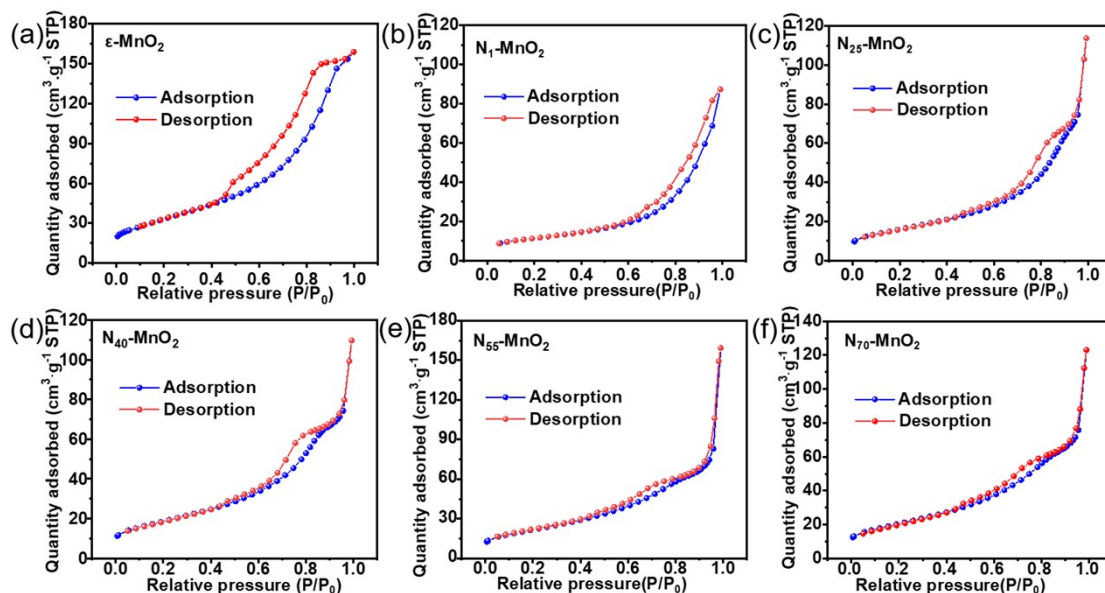 (a)
ε-MnO₂
Adsorption
Desorption
Quantity adsorbed (cm³·g⁻¹ STP)
160
120
90
60
30
0
0.0 0.2 0.4 0.6 0.8 1.0
Relative pressure (P/P₀)
(b)
N₁-MnO₂
Adsorption
Desorption
Quantity adsorbed (cm³·g⁻¹ STP)
120
100
80
60
40
20
0
0.0 0.2 0.4 0.6 0.8 1.0
Relative pressure(P/P₀)
(c)
N₂₅-MnO₂
Adsorption
Desorption
Quantity adsorbed (cm³·g⁻¹ STP)
120
100
80
60
40
20
0
0.0 0.2 0.4 0.6 0.8 1.0
Relative pressure (P/P₀)
(d)
N₄₀-MnO₂
Adsorption
Desorption
Quantity adsorbed (cm³·g⁻¹ STP)
120
100
80
60
40
20
0
0.0 0.2 0.4 0.6 0.8 1.0
Relative pressure (P/P₀)
(e)
N₅₅-MnO₂
Adsorption
Desorption
Quantity adsorbed (cm³·g⁻¹ STP)
180
150
120
90
60
30
0
0.0 0.2 0.4 0.6 0.8 1.0
Relative pressure(P/P₀)
(f)
N₇₀-MnO₂
Adsorption
Desorption
Quantity adsorbed (cm³·g⁻¹ STP)
140
120
100
80
60
40
20
0
0.0 0.2 0.4 0.6 0.8 1.0
Relative pressure(P/P₀)